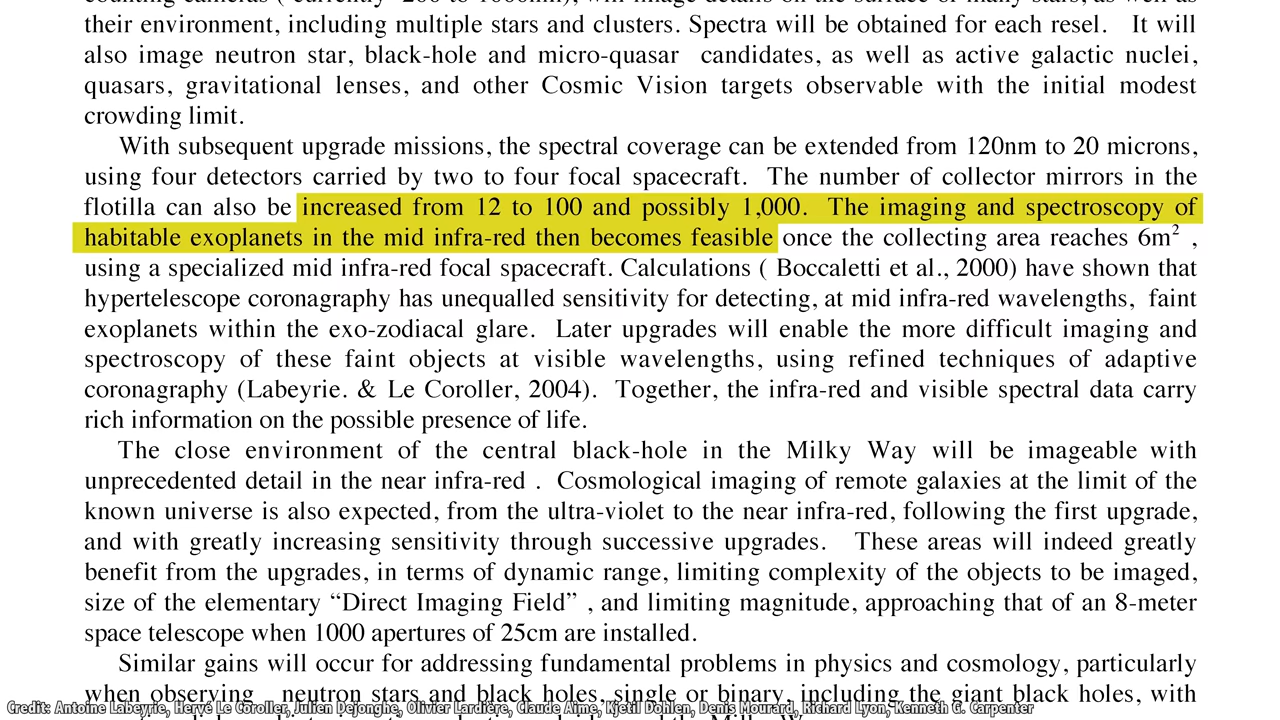 counting cameras ( currently 200 to 1000nm), will image details on the surface of many stars, as well as
their environment, including multiple stars and clusters. Spectra will be obtained for each resel. It will
also image neutron star, black-hole and micro-quasar candidates, as well as active galactic nuclei,
quasars, gravitational lenses, and other Cosmic Vision targets observable with the initial modest
crowding limit.
With subsequent upgrade missions, the spectral coverage can be extended from 120nm to 20 microns,
using four detectors carried by two to four focal spacecraft. The number of collector mirrors in the
flotilla can also be increased from 12 to 100 and possibly 1,000. The imaging and spectroscopy of
habitable exoplanets in the mid infra-red then becomes feasible once the collecting area reaches 6m² ,
using a specialized mid infra-red focal spacecraft. Calculations ( Boccaletti et al., 2000) have shown that
hypertelescope coronagraphy has unequalled sensitivity for detecting, at mid infra-red wavelengths, faint
exoplanets within the exo-zodiacal glare. Later upgrades will enable the more difficult imaging and
spectroscopy of these faint objects at visible wavelengths, using refined techniques of adaptive
coronagraphy (Labeyrie. & Le Coroller, 2004). Together, the infra-red and visible spectral data carry
rich information on the possible presence of life.
The close environment of the central black-hole in the Milky Way will be imageable with
unprecedented detail in the near infra-red . Cosmological imaging of remote galaxies at the limit of the
known universe is also expected, from the ultra-violet to the near infra-red, following the first upgrade,
and with greatly increasing sensitivity through successive upgrades. These areas will indeed greatly
benefit from the upgrades, in terms of dynamic range, limiting complexity of the objects to be imaged,
size of the elementary “Direct Imaging Field” , and limiting magnitude, approaching that of an 8-meter
space telescope when 1000 apertures of 25cm are installed.
Similar gains will occur for addressing fundamental problems in physics and cosmology, particularly
when observing neutron stars and black holes, single or binary, including the giant black holes, with
Credit: Antoine Labeyrie, Hervé Le Coroller, Julien Dejonghe, Olivier Lardière, Claude Aime, Kjetil Dohlen, Denis Mourard, Richard Lyon, Kenneth G. Carpenter